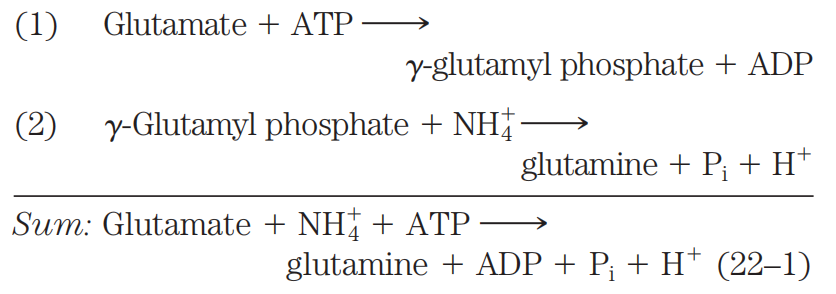 (1) Glutamate + ATP ⟶
γ-glutamyl phosphate + ADP
(2) γ-Glutamyl phosphate + NH₄⁺ ⟶
glutamine + Pᵢ + H⁺
Sum: Glutamate + NH₄⁺ + ATP ⟶
glutamine + ADP + Pᵢ + H⁺ (22–1)